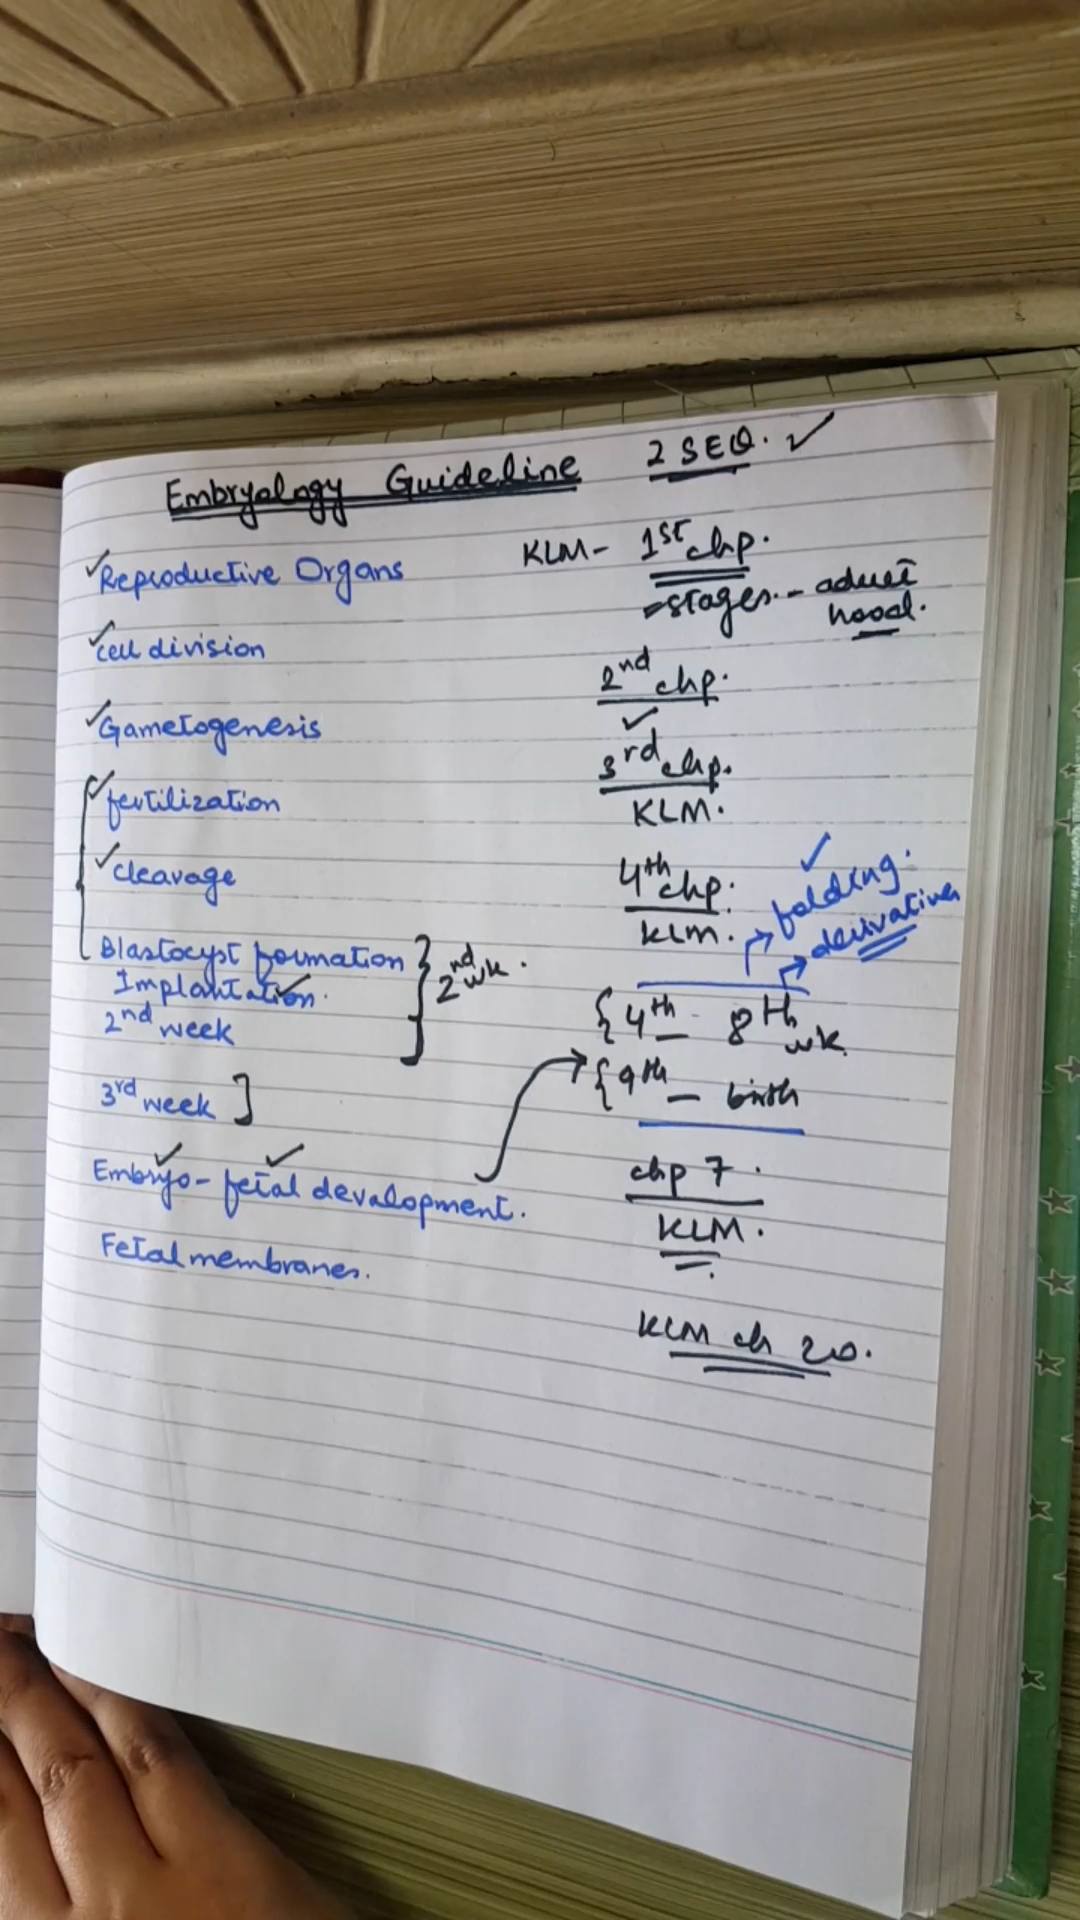 Embryology Guideline 2 SEQ.
Reproductive Organs KLM- 1st chp.
stages.- adult
hood.
cell division
2nd chp.
Gametogenesis
3rd chp.
KLM.
fertilization
cleavage
4th chp.
KLM.
folding.
derivatives
Blastocyst formation
Implantation.
2nd week
2nd wk.
4th - 8th wk
9th - birth
3rd week
Embryo- fetal devalopment.
chp 7.
KLM.
Fetal membranes.
KLM ch 20.